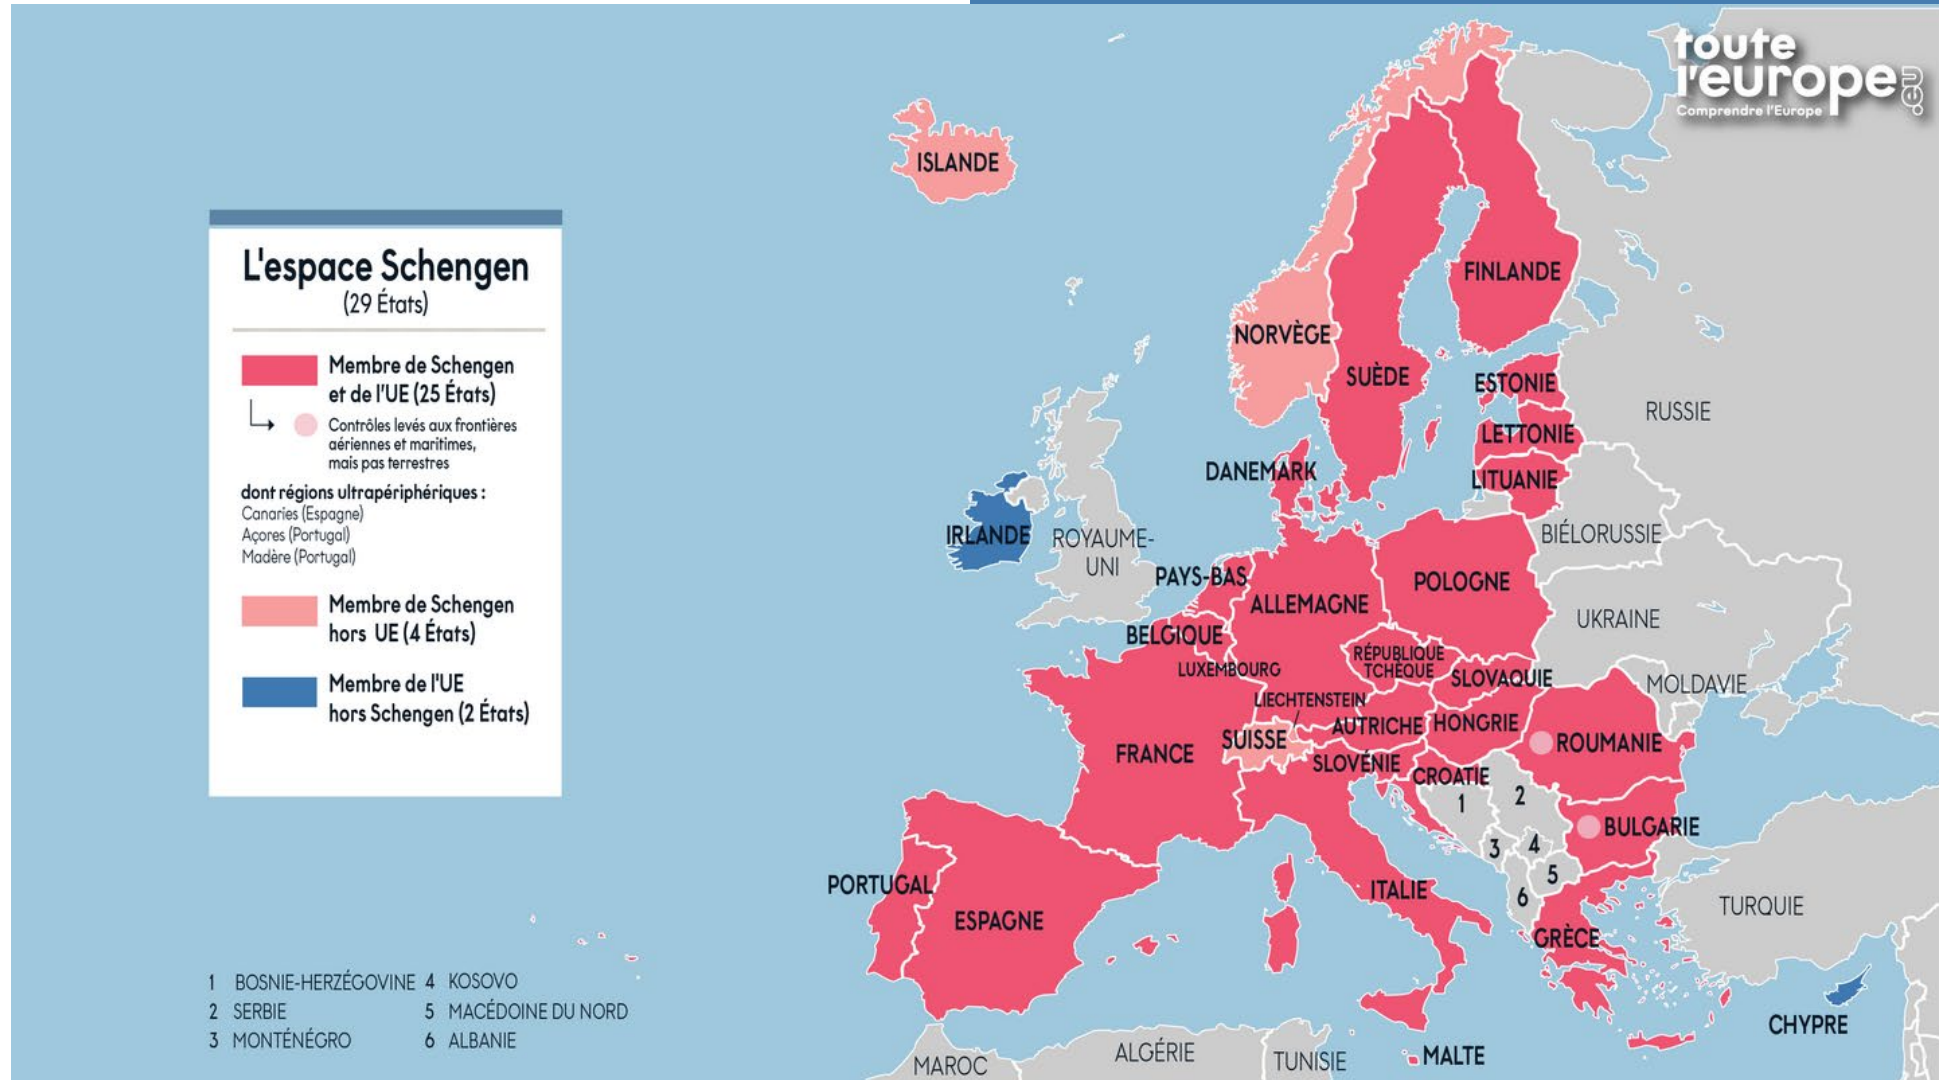 toute
l'europe
.eu
Comprendre l'Europe
L'espace Schengen
(29 États)
Membre de Schengen
et de l'UE (25 États)
Contrôles levés aux frontières
aériennes et maritimes,
mais pas terrestres
dont régions ultrapériphériques :
Canaries (Espagne)
Açores (Portugal)
Madère (Portugal)
Membre de Schengen
hors UE (4 États)
Membre de l'UE
hors Schengen (2 États)
ISLANDE
FINLANDE
NORVÈGE
SUÈDE
ESTONIE
RUSSIE
LETTONIE
DANEMARK
LITUANIE
IRLANDE
ROYAUME-
UNI
BIÉLORUSSIE
PAYS-BAS
POLOGNE
ALLEMAGNE
UKRAINE
BELGIQUE
RÉPUBLIQUE
TCHÈQUE
LUXEMBOURG
SLOVAQUIE
MOLDAVIE
LIECHTENSTEIN
AUTRICHE
HONGRIE
SUISSE
ROUMANIE
FRANCE
SLOVÉNIE
CROATIE
1
2
BULGARIE
3
4
5
6
PORTUGAL
ITALIE
ESPAGNE
TURQUIE
GRÈCE
CHYPRE
MALTE
MAROC
ALGÉRIE
TUNISIE
1 BOSNIE-HERZÉGOVINE
2 SERBIE
3 MONTÉNÉGRO
4 KOSOVO
5 MACÉDOINE DU NORD
6 ALBANIE